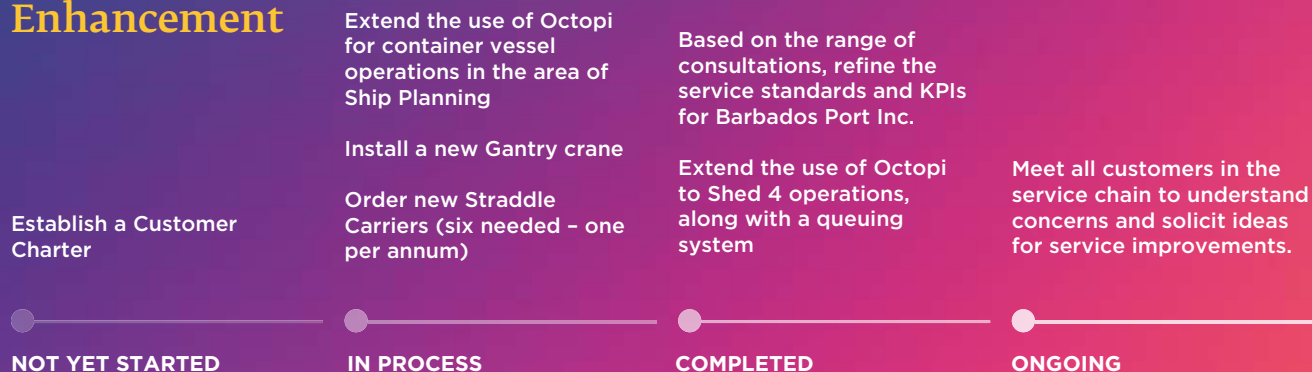 Enhancement
Establish a Customer
Charter
NOT YET STARTED
Extend the use of Octopi
for container vessel
operations in the area of
Ship Planning
Install a new Gantry crane
Order new Straddle
Carriers (six needed – one
per annum)
IN PROCESS
Based on the range of
consultations, refine the
service standards and KPIs
for Barbados Port Inc.
Extend the use of Octopi
to Shed 4 operations,
along with a queuing
system
COMPLETED
Meet all customers in the
service chain to understand
concerns and solicit ideas
for service improvements.
ONGOING